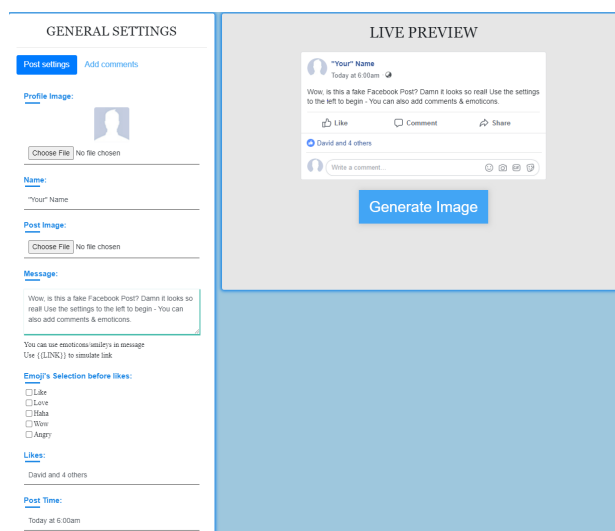 GENERAL SETTINGS
Post settings
Add comments
Profile Image:
Choose File No file chosen
Name:
"Your" Name
Post Image:
Choose File No file chosen
Message:
Wow, is this a fake Facebook Post? Damn it looks so
real! Use the settings to the left to begin - You can
also add comments & emoticons.
You can use emoticons/smileys in message
Use {{LINK}} to simulate link
Emoji's Selection before likes:
Like
Love
Haha
Wow
Angry
Likes:
David and 4 others
Post Time:
Today at 6:00am
LIVE PREVIEW
"Your" Name
Today at 6:00am
Wow, is this a fake Facebook Post? Damn it looks so real! Use the settings
to the left to begin - You can also add comments & emoticons.
Like
Comment
Share
David and 4 others
Write a comment...
Generate Image